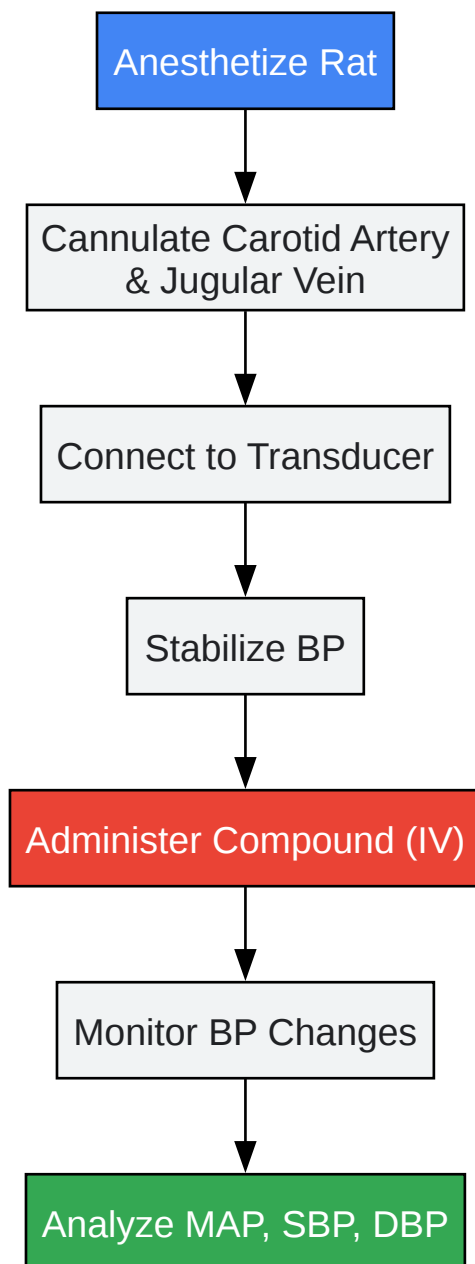 Anesthetize Rat
Cannulate Carotid Artery
& Jugular Vein
Connect to Transducer
Stabilize BP
Administer Compound (IV)
Monitor BP Changes
Analyze MAP, SBP, DBP